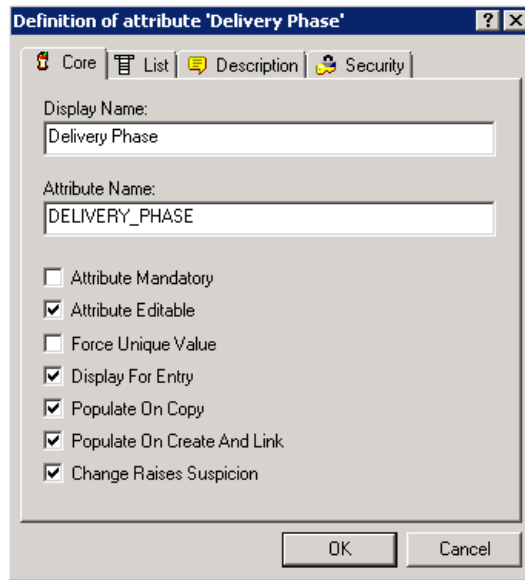 Definition of attribute 'Delivery Phase'
Core List Description Security
Display Name:
Delivery Phase
Attribute Name:
DELIVERY_PHASE
Attribute Mandatory
Attribute Editable
Force Unique Value
Display For Entry
Populate On Copy
Populate On Create And Link
Change Raises Suspicion
OK Cancel